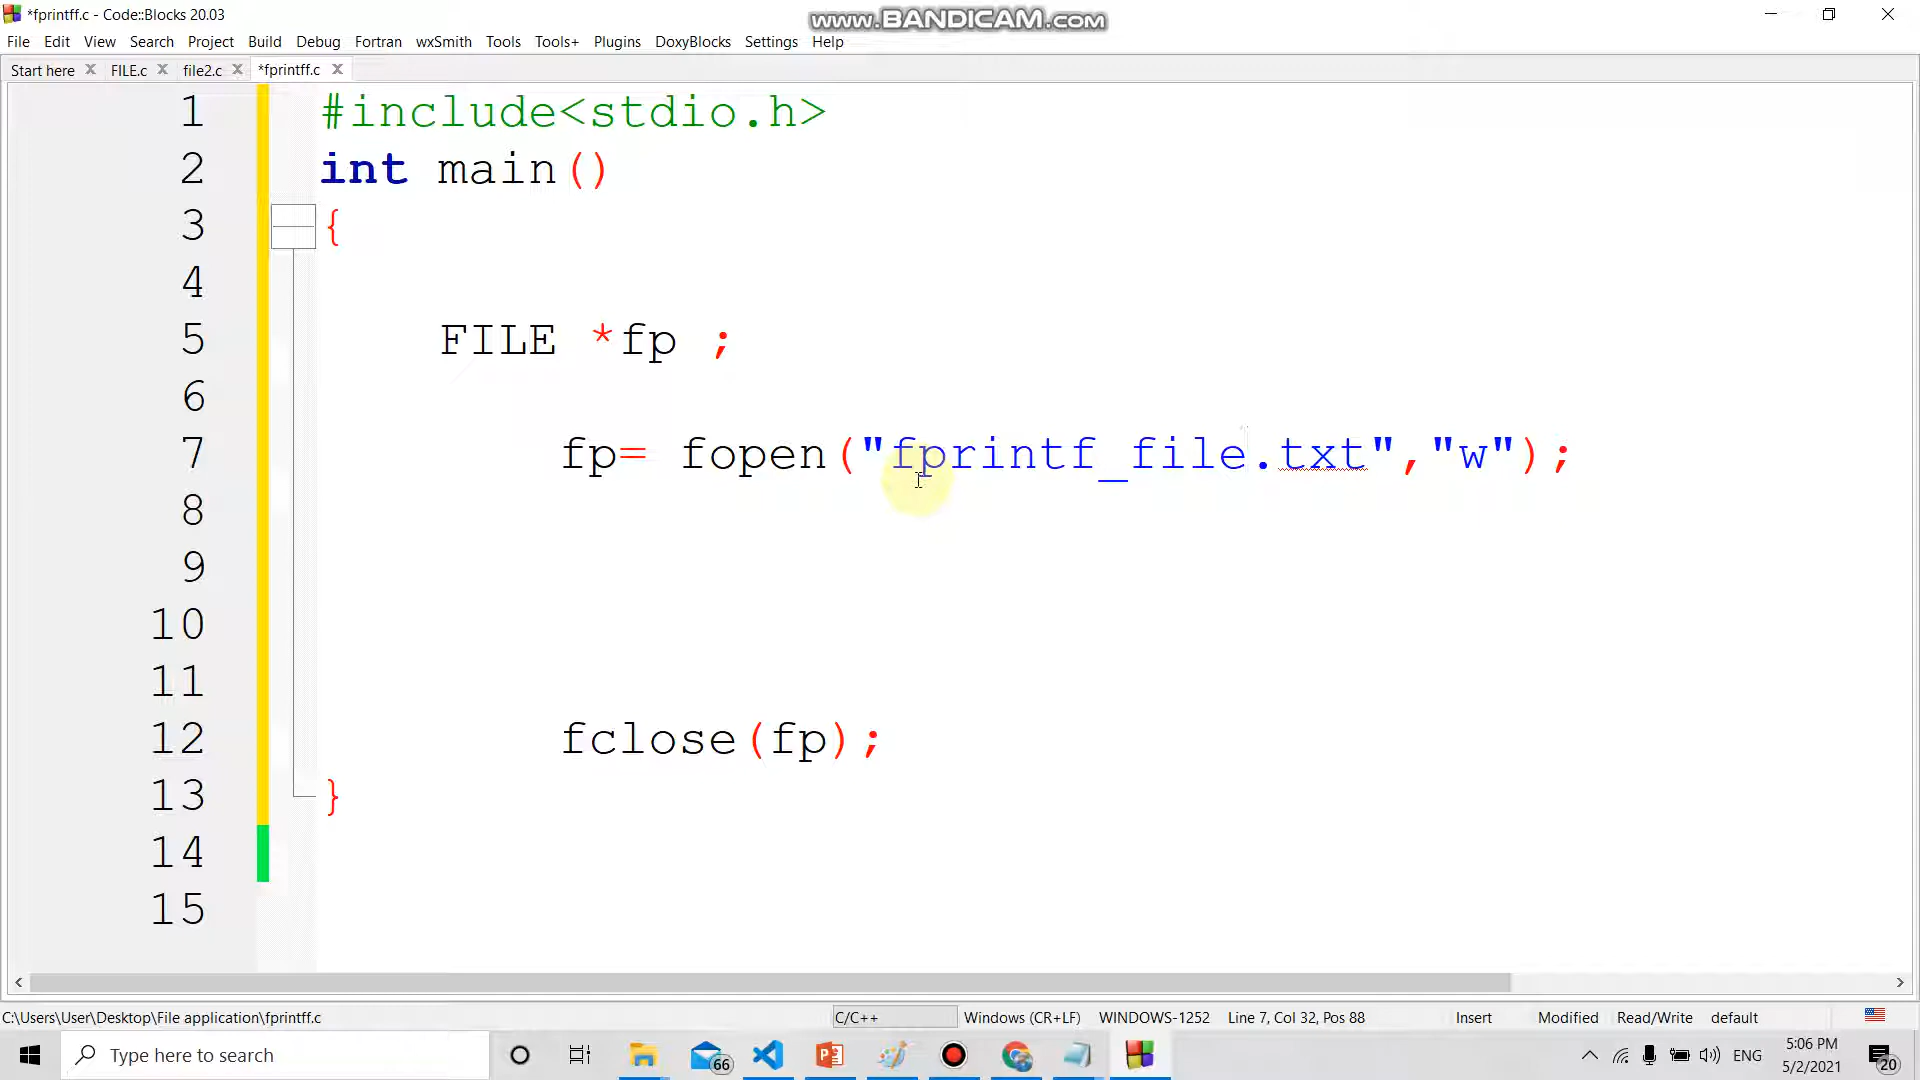 *fprintff.c - Code::Blocks 20.03
www.BANDICAM.com
File Edit View Search Project Build Debug Fortran wxSmith Tools Tools+ Plugins DoxyBlocks Settings Help
Start here FILE.c file2.c *fprintff.c
1 #include<stdio.h>
2 int main()
3 {
4
5 FILE *fp ;
6
7 fp= fopen("fprintf_file.txt","w");
8
9
10
11
12 fclose(fp);
13 }
14
15
C:\Users\User\Desktop\File application\fprintff.c C/C++ Windows (CR+LF) WINDOWS-1252 Line 7, Col 32, Pos 88 Insert Modified Read/Write default
Type here to search 66 ENG 5:06 PM
5/2/2021 20